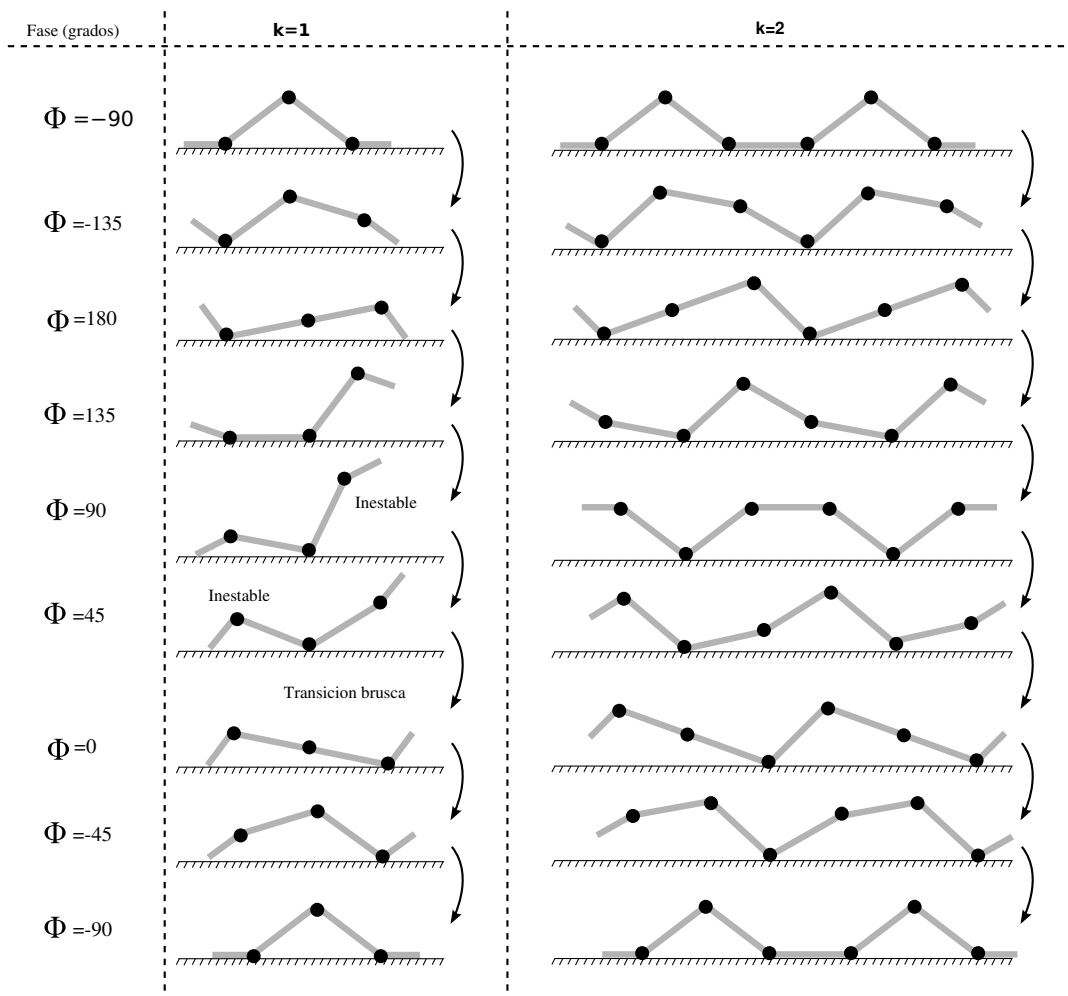 Fase (grados) k=1 k=2
Φ =−90
Φ =-135
Φ =180
Φ =135
Φ =90
Inestable
Φ =45
Inestable
Transicion brusca
Φ =0
Φ =-45
Φ =-90